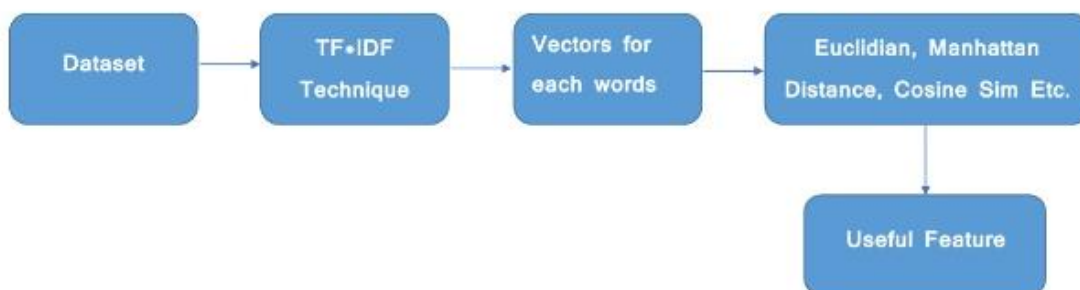 Dataset
TF•IDF
Technique
Vectors for
each words
Euclidian, Manhattan
Distance, Cosine Sim Etc.
Useful Feature